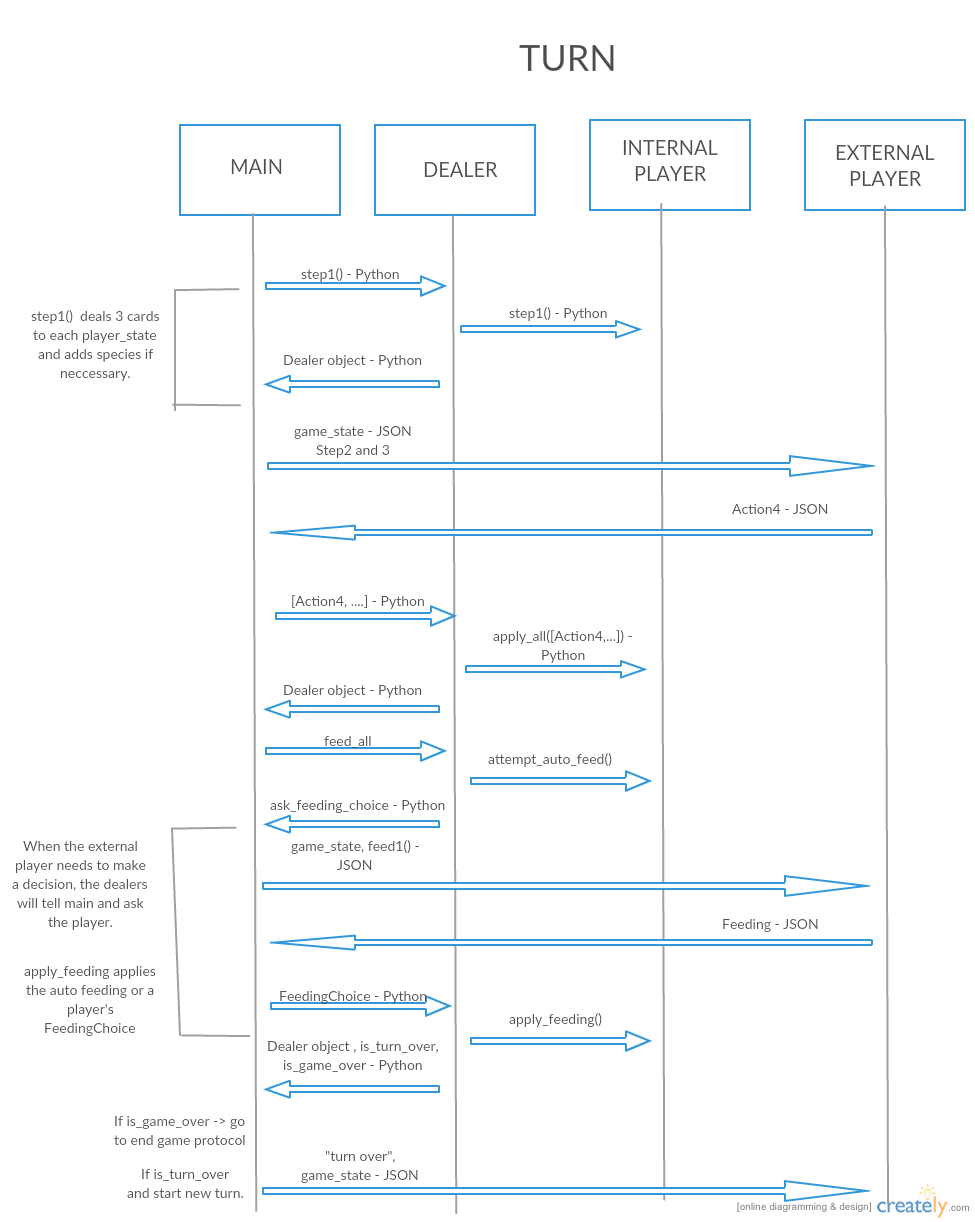 TURN
MAIN
DEALER
INTERNAL
PLAYER
EXTERNAL
PLAYER
step1() - Python
step1() deals 3 cards
to each player_state
and adds species if
neccessary.
step1() - Python
Dealer object - Python
game_state - JSON
Step2 and 3
Action4 - JSON
[Action4, ....] - Python
apply_all([Action4,...]) -
Python
Dealer object - Python
feed_all
attempt_auto_feed()
ask_feeding_choice - Python
When the external
player needs to make
a decision, the dealers
will tell main and ask
the player.
game_state, feed1() -
JSON
Feeding - JSON
apply_feeding applies
the auto feeding or a
player's
FeedingChoice
FeedingChoice - Python
apply_feeding()
Dealer object , is_turn_over,
is_game_over - Python
If is_game_over -> go
to end game protocol
If is_turn_over
and start new turn.
"turn over",
game_state - JSON
[online diagramming & design] creately.com